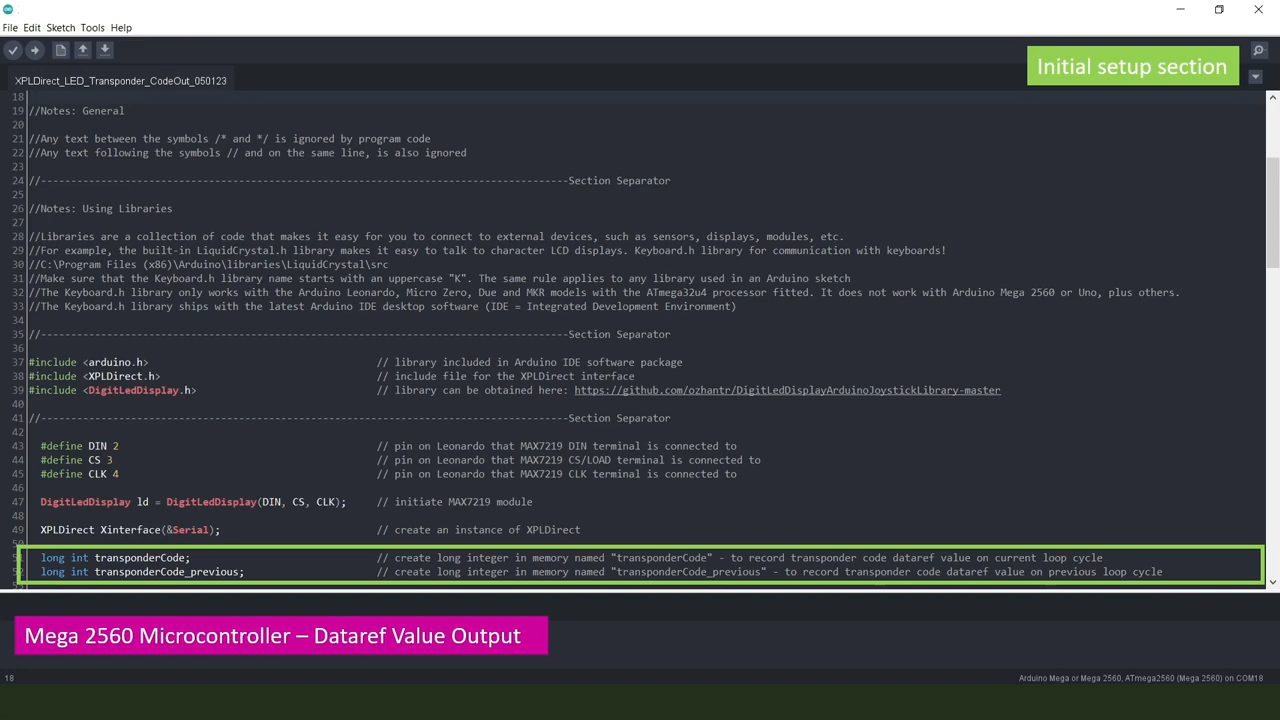 File Edit Sketch Tools Help
Initial setup section
XPLDirect_LED_Transponder_CodeOut_050123
18
19 //Notes: General
20
21 //Any text between the symbols /* and */ is ignored by program code
22 //Any text following the symbols // and on the same line, is also ignored
23
24 //----------------------------------------------------------------------------------------Section Separator
25
26 //Notes: Using Libraries
27
28 //Libraries are a collection of code that makes it easy for you to connect to external devices, such as sensors, displays, modules, etc.
29 //For example, the built-in LiquidCrystal.h library makes it easy to talk to character LCD displays. Keyboard.h library for communication with keyboards!
30 //C:\Program Files (x86)\Arduino\libraries\LiquidCrystal\src
31 //Make sure that the Keyboard.h library name starts with an uppercase "K". The same rule applies to any library used in an Arduino sketch
32 //The Keyboard.h library only works with the Arduino Leonardo, Micro Zero, Due and MKR models with the ATmega32u4 processor fitted. It does not work with Arduino Mega 2560 or Uno, plus others.
33 //The Keyboard.h library ships with the latest Arduino IDE desktop software (IDE = Integrated Development Environment)
34
35 //----------------------------------------------------------------------------------------Section Separator
36
37 #include <arduino.h> // library included in Arduino IDE software package
38 #include <XPLDirect.h> // include file for the XPLDirect interface
39 #include <DigitLedDisplay.h> // library can be obtained here: https://github.com/ozhantr/DigitLedDisplayArduinoJoystickLibrary-master
40
41 //----------------------------------------------------------------------------------------Section Separator
42
43 #define DIN 2 // pin on Leonardo that MAX7219 DIN terminal is connected to
44 #define CS 3 // pin on Leonardo that MAX7219 CS/LOAD terminal is connected to
45 #define CLK 4 // pin on Leonardo that MAX7219 CLK terminal is connected to
46
47 DigitLedDisplay ld = DigitLedDisplay(DIN, CS, CLK); // initiate MAX7219 module
48
49 XPLDirect Xinterface(&Serial); // create an instance of XPLDirect
50
long int transponderCode; // create long integer in memory named "transponderCode" - to record transponder code dataref value on current loop cycle
long int transponderCode_previous; // create long integer in memory named "transponderCode_previous" - to record transponder code dataref value on previous loop cycle
Mega 2560 Microcontroller – Dataref Value Output
18
Arduino Mega or Mega 2560, ATmega2560 (Mega 2560) on COM18